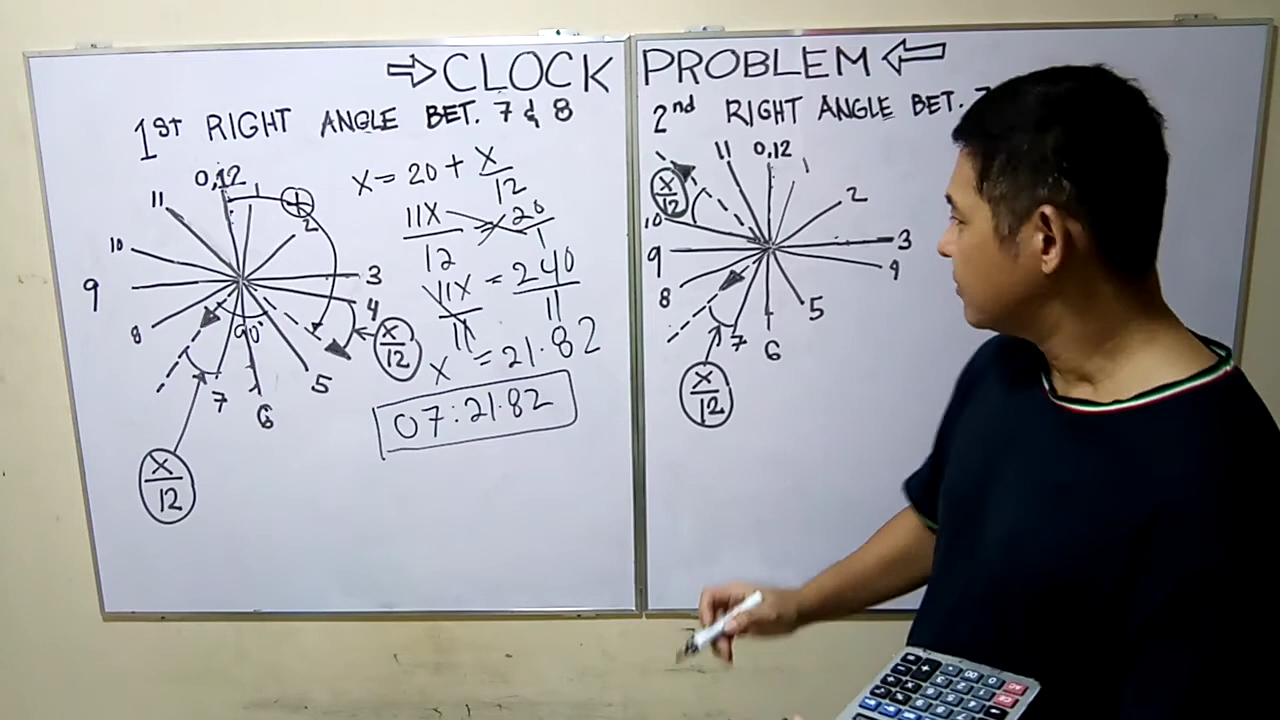 ⇒ CLOCK PROBLEM ⇐
1ST RIGHT ANGLE BET. 7 & 8
0,12
1
2
3
4
5
6
7
8
9
10
11
+
90°
x/12
x/12
x = 20 + x/12
11x/12 = 20/1
11x/11 = 240/11
x = 21.82
07:21.82
2nd RIGHT ANGLE BET.
0,12
1
2
3
4
5
6
7
8
9
10
11
x/12
x/12